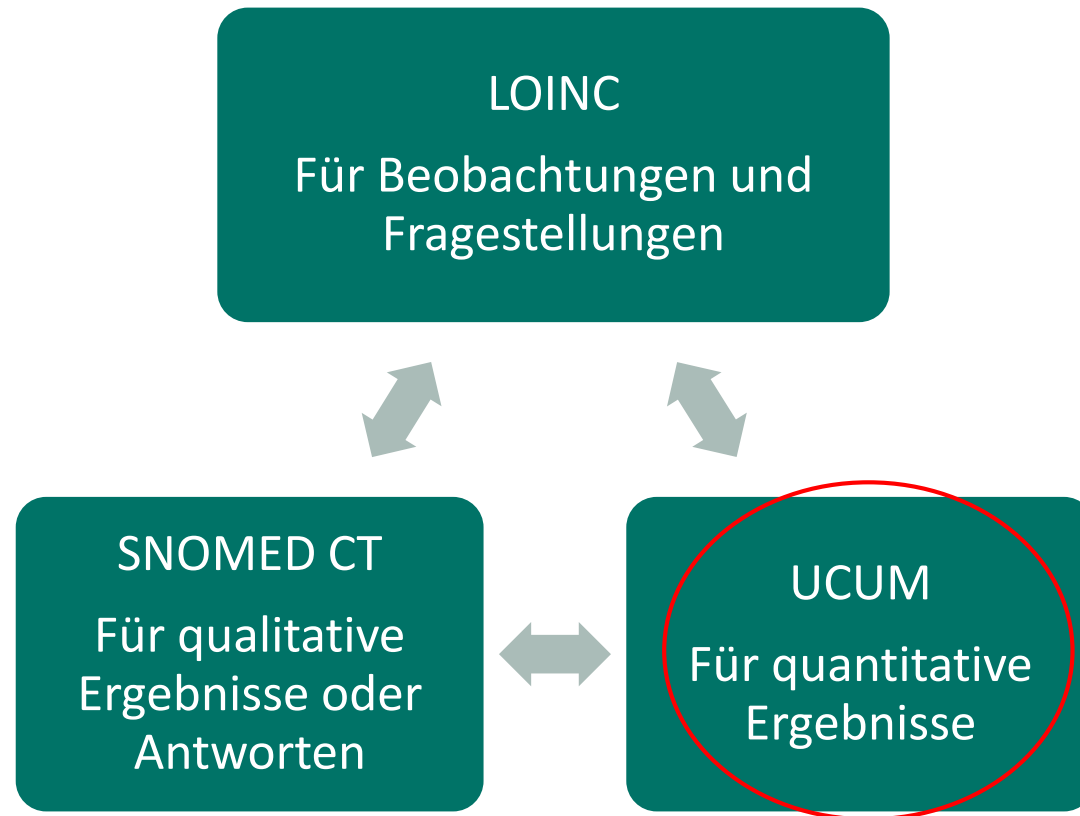 LOINC
Für Beobachtungen und
Fragestellungen
SNOMED CT
Für qualitative
Ergebnisse oder
Antworten
UCUM
Für quantitative
Ergebnisse